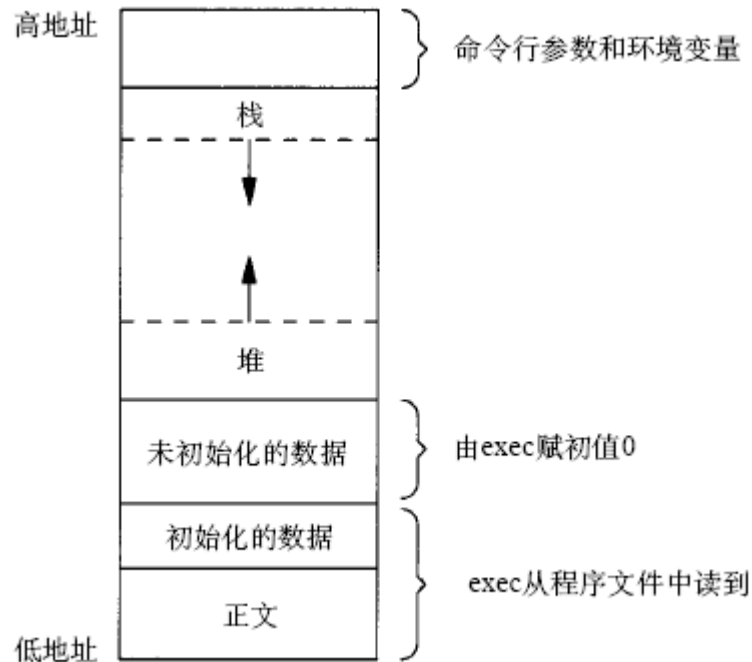 高地址
命令行参数和环境变量
栈
堆
未初始化的数据
由exec赋初值0
初始化的数据
exec从程序文件中读到
正文
低地址